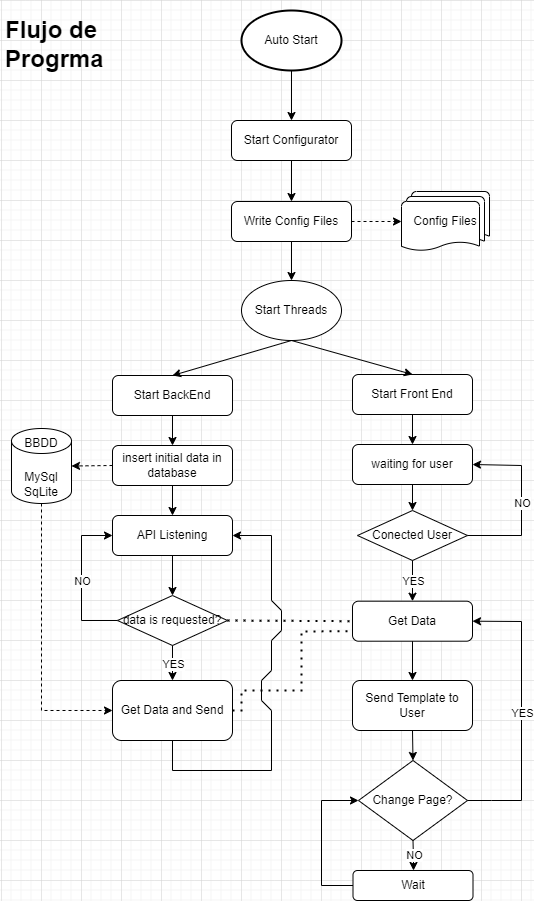 Flujo de
Progrma
Auto Start
Start Configurator
Write Config Files
Config Files
Start Threads
Start BackEnd
Start Front End
BBDD
MySql
SqLite
insert initial data in
database
waiting for user
NO
API Listening
Conected User
NO
YES
data is requested?
Get Data
YES
Get Data and Send
Send Template to
User
YES
Change Page?
NO
Wait